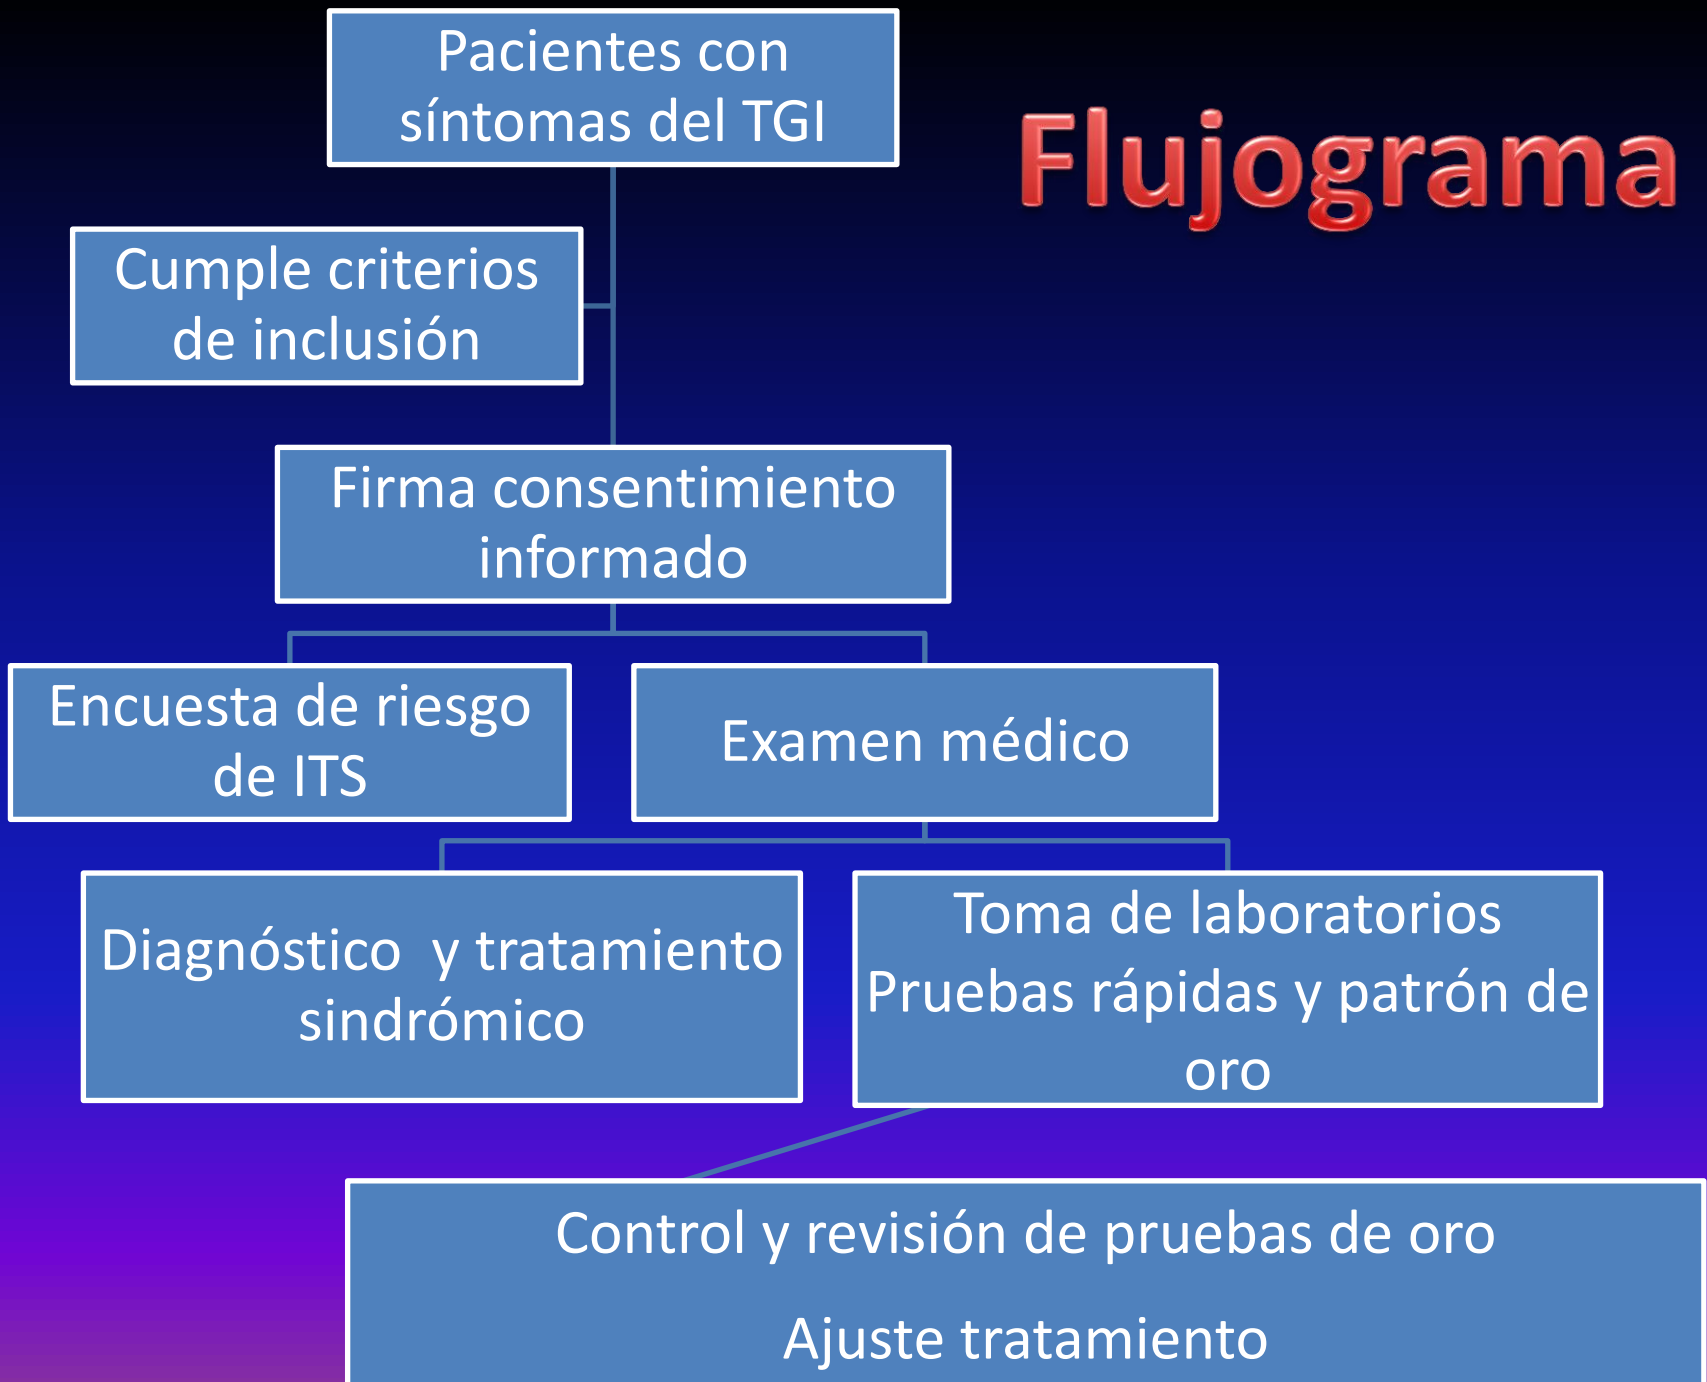 Pacientes con
síntomas del TGI
Flujograma
Cumple criterios
de inclusión
Firma consentimiento
informado
Encuesta de riesgo
de ITS
Examen médico
Diagnóstico y tratamiento
sindrómico
Toma de laboratorios
Pruebas rápidas y patrón de
oro
Control y revisión de pruebas de oro
Ajuste tratamiento